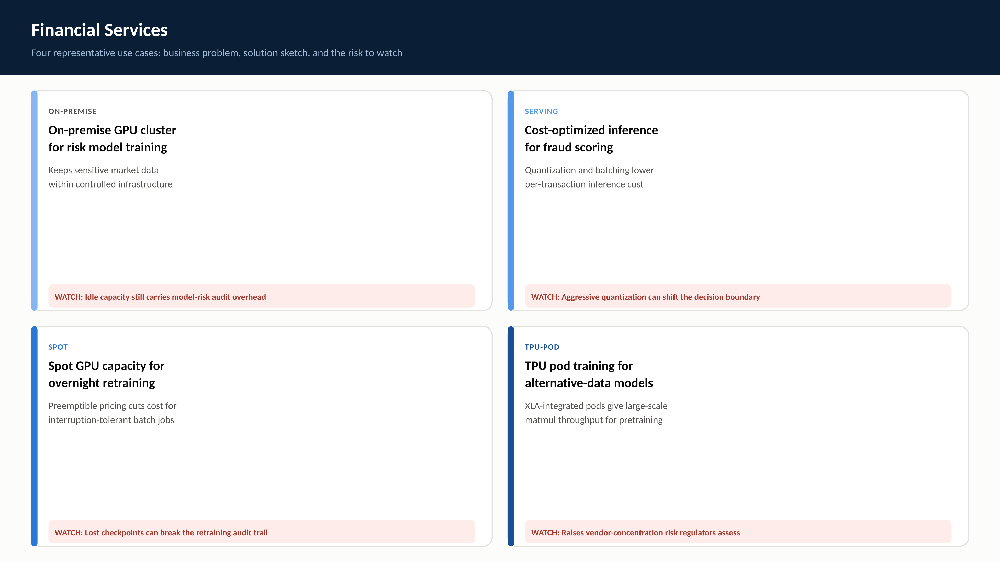 Financial Services
Four representative use cases: business problem, solution sketch, and the risk to watch
ON-PREMISE
On-premise GPU cluster
for risk model training
Keeps sensitive market data
within controlled infrastructure
WATCH: Idle capacity still carries model-risk audit overhead
SERVING
Cost-optimized inference
for fraud scoring
Quantization and batching lower
per-transaction inference cost
WATCH: Aggressive quantization can shift the decision boundary
SPOT
Spot GPU capacity for
overnight retraining
Preemptible pricing cuts cost for
interruption-tolerant batch jobs
WATCH: Lost checkpoints can break the retraining audit trail
TPU-POD
TPU pod training for
alternative-data models
XLA-integrated pods give large-scale
matmul throughput for pretraining
WATCH: Raises vendor-concentration risk regulators assess